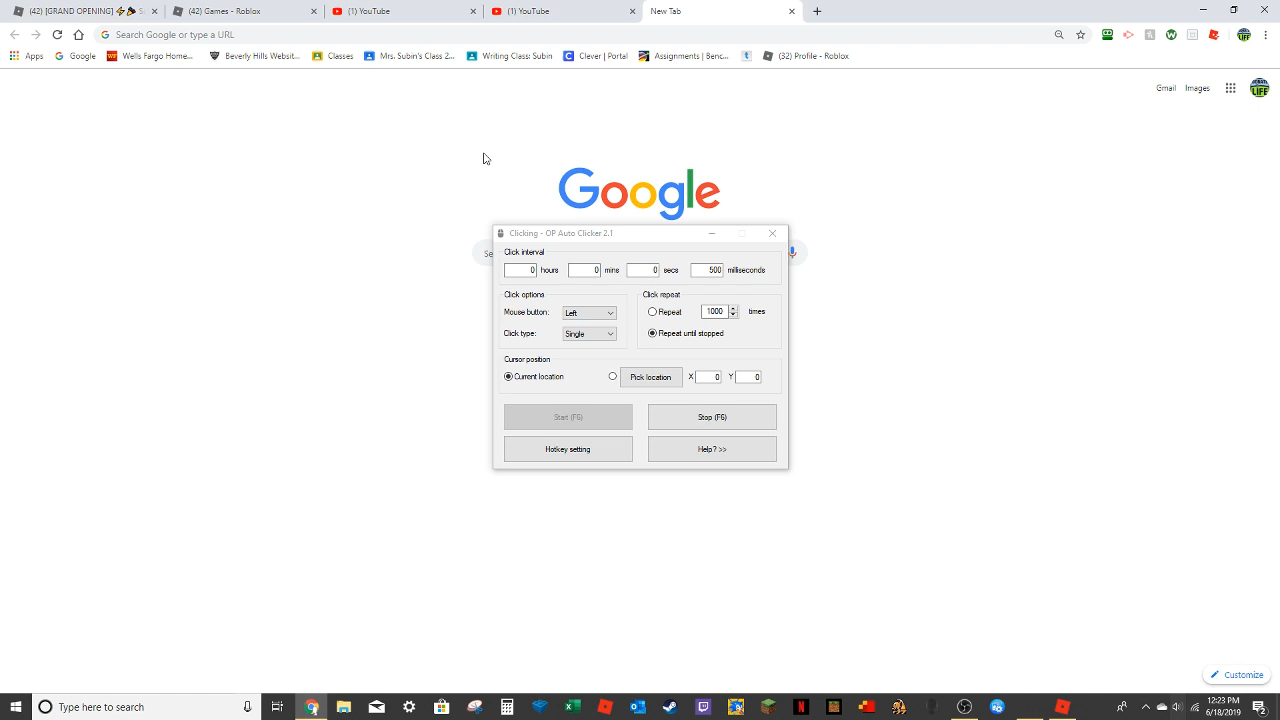 (42) [GRAND OPENING]
(42) Games - Roblox
(1) YouTube
(1) YouTube
New Tab
Search Google or type a URL
Apps
Google
Wells Fargo Home...
Beverly Hills Websit...
Classes
Mrs. Subin's Class 2...
Writing Class: Subin
Clever | Portal
Assignments | Benc...
(32) Profile - Roblox
Gmail
Images
LIFE
Google
Clicking - OP Auto Clicker 2.1
Click interval
0 hours 0 mins 0 secs 500 milliseconds
Click options
Mouse button: Left
Click type: Single
Click repeat
Repeat 1000 times
Repeat until stopped
Cursor position
Current location
Pick location X 0 Y 0
Start (F6)
Stop (F6)
Hotkey setting
Help? >>
Customize
Type here to search
12:23 PM
6/18/2019